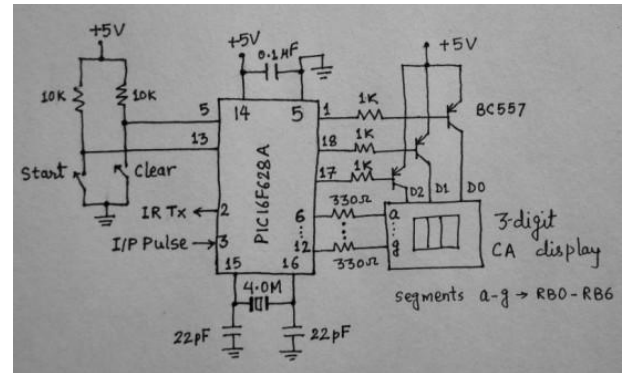 +5V
+5V
0.1µF
+5V
10K
10K
5
14
5
1
1K
BC557
13
18
1K
Start
Clear
17
1K
D2
D1
D0
PIC16F628A
IR Tx
2
6
330Ω
a
3-digit
I/P Pulse
3
12
330Ω
g
CA display
15
16
4.0M
segments a-g → RB0-RB6
22pF
22pF